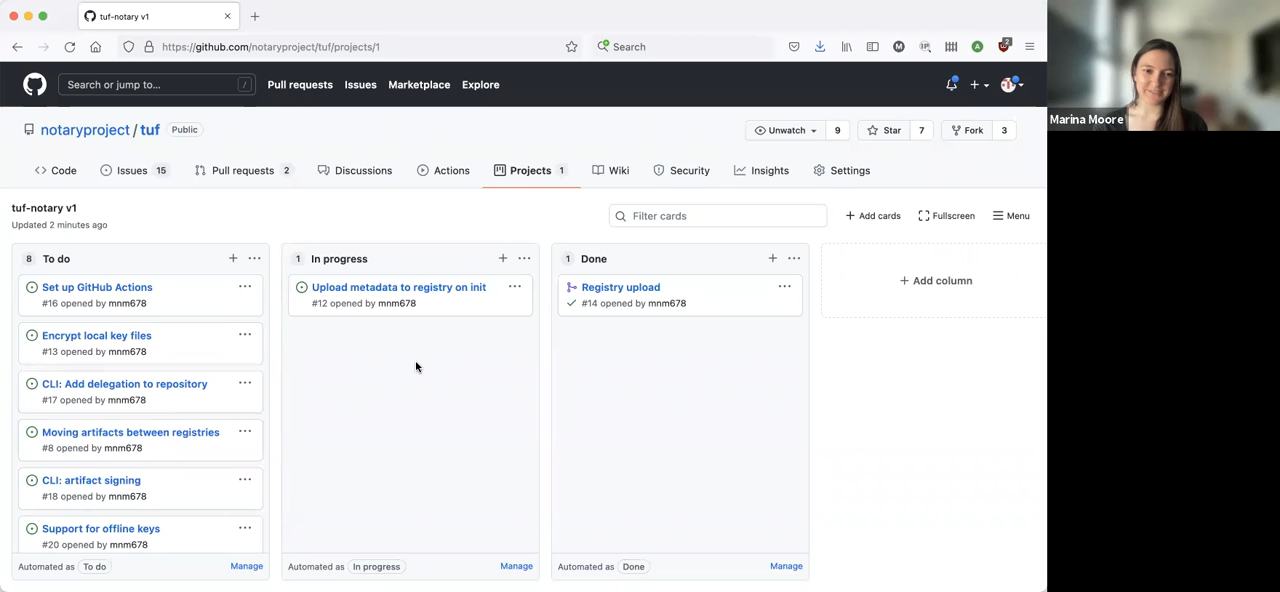 tuf-notary v1
https://github.com/notaryproject/tuf/projects/1
Search
2
Search or jump to...
/
Pull requests
Issues
Marketplace
Explore
Marina Moore
notaryproject / tuf
Public
Unwatch
9
Star
7
Fork
3
Code
Issues 15
Pull requests 2
Discussions
Actions
Projects 1
Wiki
Security
Insights
Settings
tuf-notary v1
Updated 2 minutes ago
Filter cards
Add cards
Fullscreen
Menu
8 To do
Set up GitHub Actions
#16 opened by mnm678
Encrypt local key files
#13 opened by mnm678
CLI: Add delegation to repository
#17 opened by mnm678
Moving artifacts between registries
#8 opened by mnm678
CLI: artifact signing
#18 opened by mnm678
Support for offline keys
#20 opened by mnm678
Automated as To do
Manage
1 In progress
Upload metadata to registry on init
#12 opened by mnm678
Automated as In progress
Manage
1 Done
Registry upload
#14 opened by mnm678
Automated as Done
Manage
+ Add column